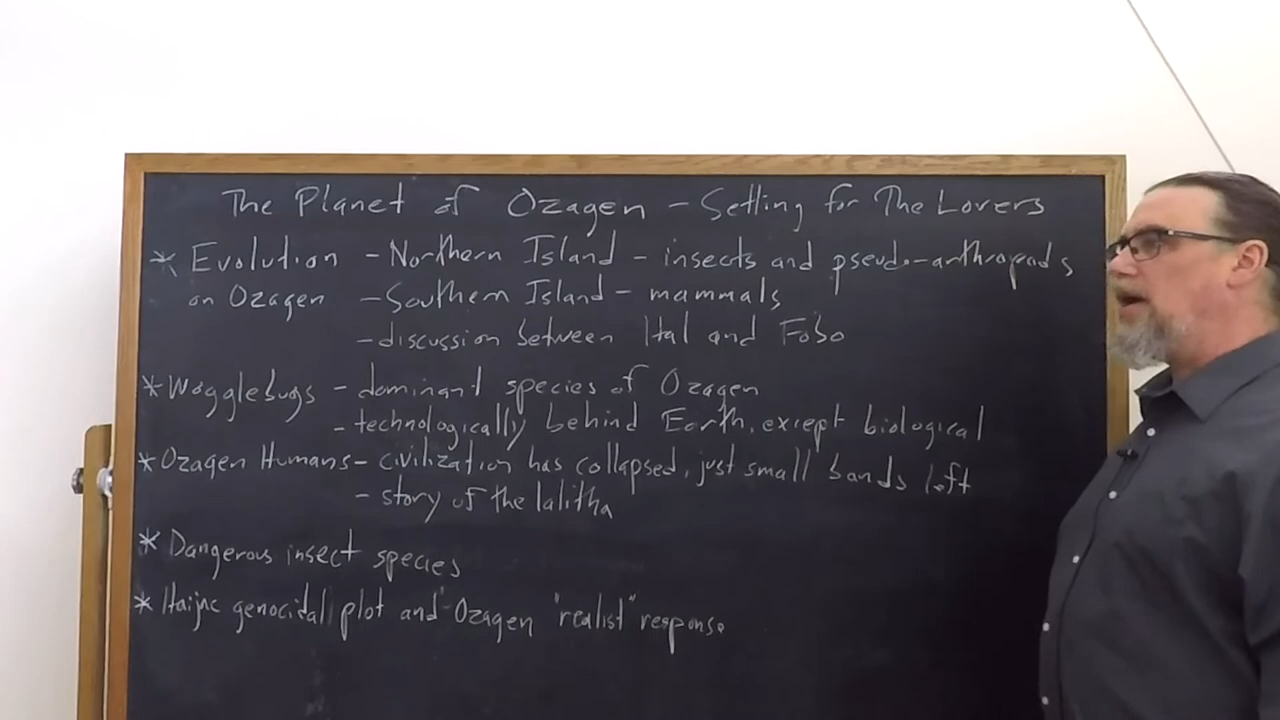 The Planet of Ozagen - Setting for The Lovers
* Evolution - Northern Island - insects and pseudo-arthropods
on Ozagen - Southern Island - mammals
- discussion between Hal and Fobo
* Wogglebugs - dominant species of Ozagen
- technologically behind Earth, except biological
* Ozagen Humans - civilization has collapsed, just small bands left
- story of the lalitha
* Dangerous insect species
* Haijac genocidal plot and Ozagen "realist" response